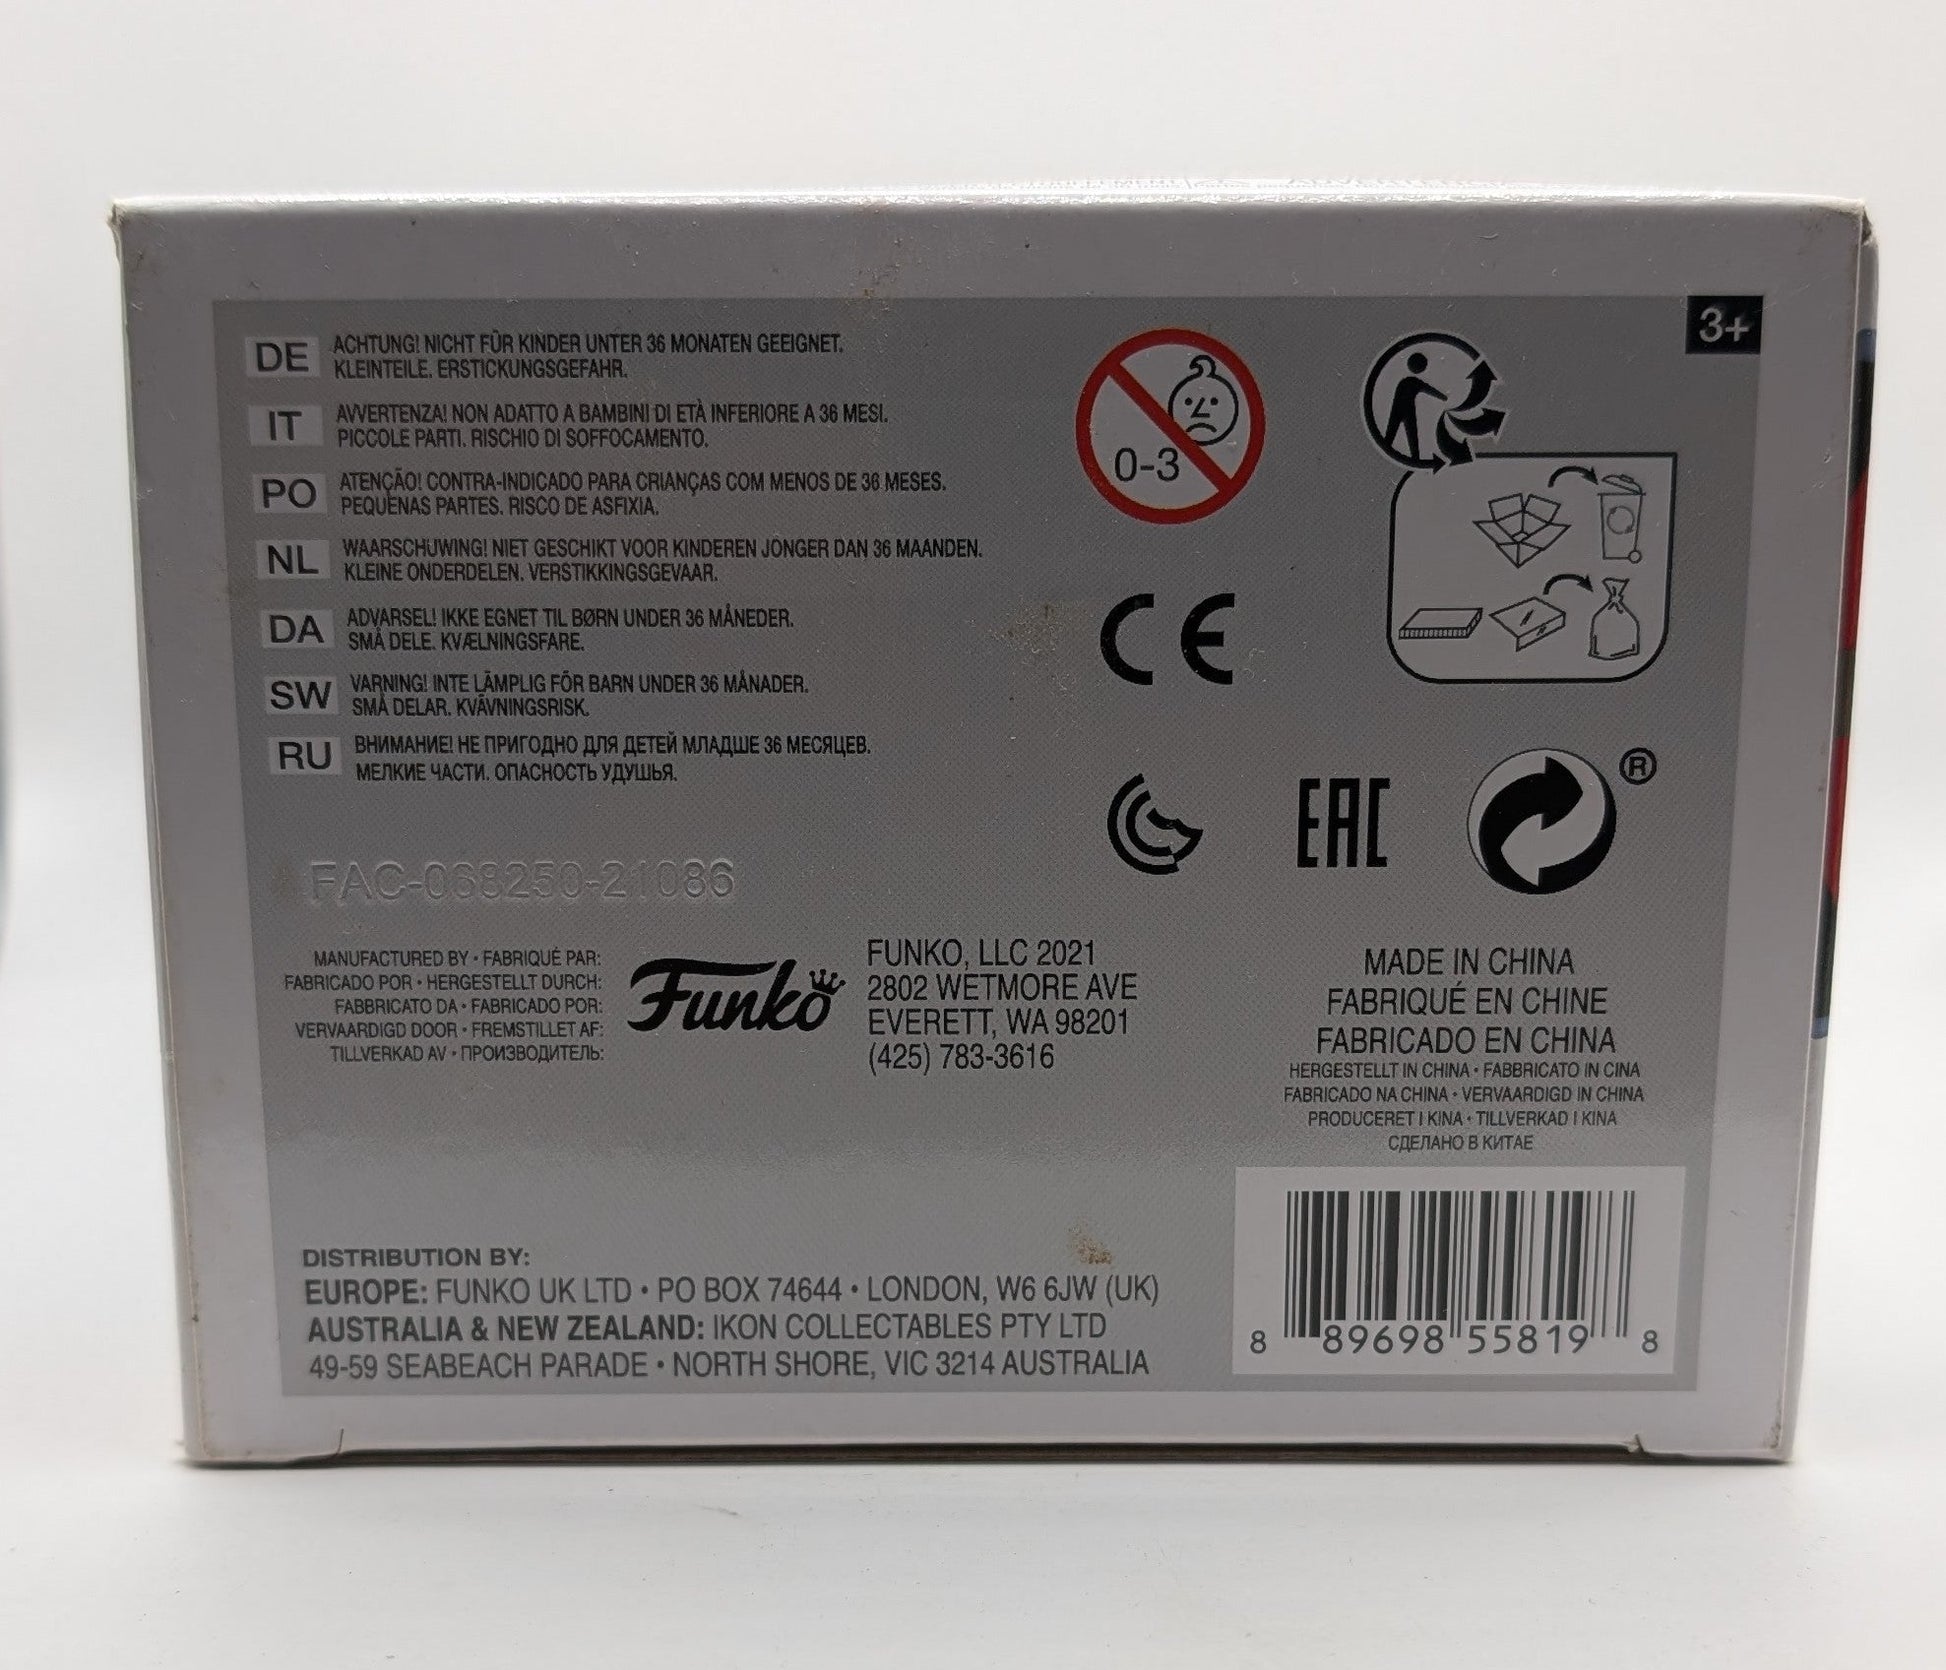 3+
DE
ACHTUNG! NICHT FÜR KINDER UNTER 36 MONATEN GEEIGNET.
KLEINTEILE. ERSTICKUNGSGEFAHR.
IT
AVVERTENZA! NON ADATTO A BAMBINI DI ETÀ INFERIORE A 36 MESI.
PICCOLE PARTI. RISCHIO DI SOFFOCAMENTO.
PO
ATENÇÃO! CONTRA-INDICADO PARA CRIANÇAS COM MENOS DE 36 MESES.
PEQUENAS PARTES. RISCO DE ASFIXIA.
NL
WAARSCHUWING! NIET GESCHIKT VOOR KINDEREN JONGER DAN 36 MAANDEN.
KLEINE ONDERDELEN. VERSTIKKINGSGEVAAR.
DA
ADVARSEL! IKKE EGNET TIL BØRN UNDER 36 MÅNEDER.
SMÅ DELE. KVÆLNINGSFARE.
SW
VARNING! INTE LÄMPLIG FÖR BARN UNDER 36 MÅNADER.
SMÅ DELAR. KVÄVNINGSRISK.
RU
ВНИМАНИЕ! НЕ ПРИГОДНО ДЛЯ ДЕТЕЙ МЛАДШЕ 36 МЕСЯЦЕВ.
МЕЛКИЕ ЧАСТИ. ОПАСНОСТЬ УДУШЬЯ.
0-3
CE
EAC
®
FAC-068250-21086
MANUFACTURED BY • FABRIQUÉ PAR:
FABRICADO POR • HERGESTELLT DURCH:
FABBRICATO DA • FABRICADO POR:
VERVAARDIGD DOOR • FREMSTILLET AF:
TILLVERKAD AV • ПРОИЗВОДИТЕЛЬ:
Funko
FUNKO, LLC 2021
2802 WETMORE AVE
EVERETT, WA 98201
(425) 783-3616
MADE IN CHINA
FABRIQUÉ EN CHINE
FABRICADO EN CHINA
HERGESTELLT IN CHINA • FABBRICATO IN CINA
FABRICADO NA CHINA • VERVAARDIGD IN CHINA
PRODUCERET I KINA • TILLVERKAD I KINA
СДЕЛАНО В КИТАЕ
DISTRIBUTION BY:
EUROPE: FUNKO UK LTD • PO BOX 74644 • LONDON, W6 6JW (UK)
AUSTRALIA & NEW ZEALAND: IKON COLLECTABLES PTY LTD
49-59 SEABEACH PARADE • NORTH SHORE, VIC 3214 AUSTRALIA
8 89698 55819 8